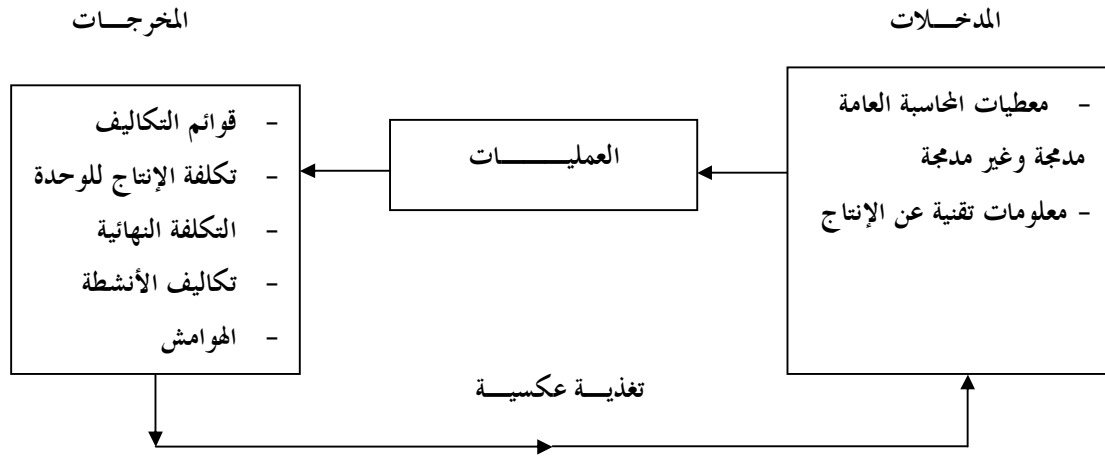 المدخـــلات
المخرجـــات
- معطيات المحاسبة العامة
مدمجة وغير مدمجة
- معلومات تقنية عن الإنتاج
العمليـــــــــات
- قوائم التكاليف
- تكلفة الإنتاج للوحدة
- التكلفة النهائية
- تكاليف الأنشطة
- الهوامش
تغذيـــة عكسيـــة